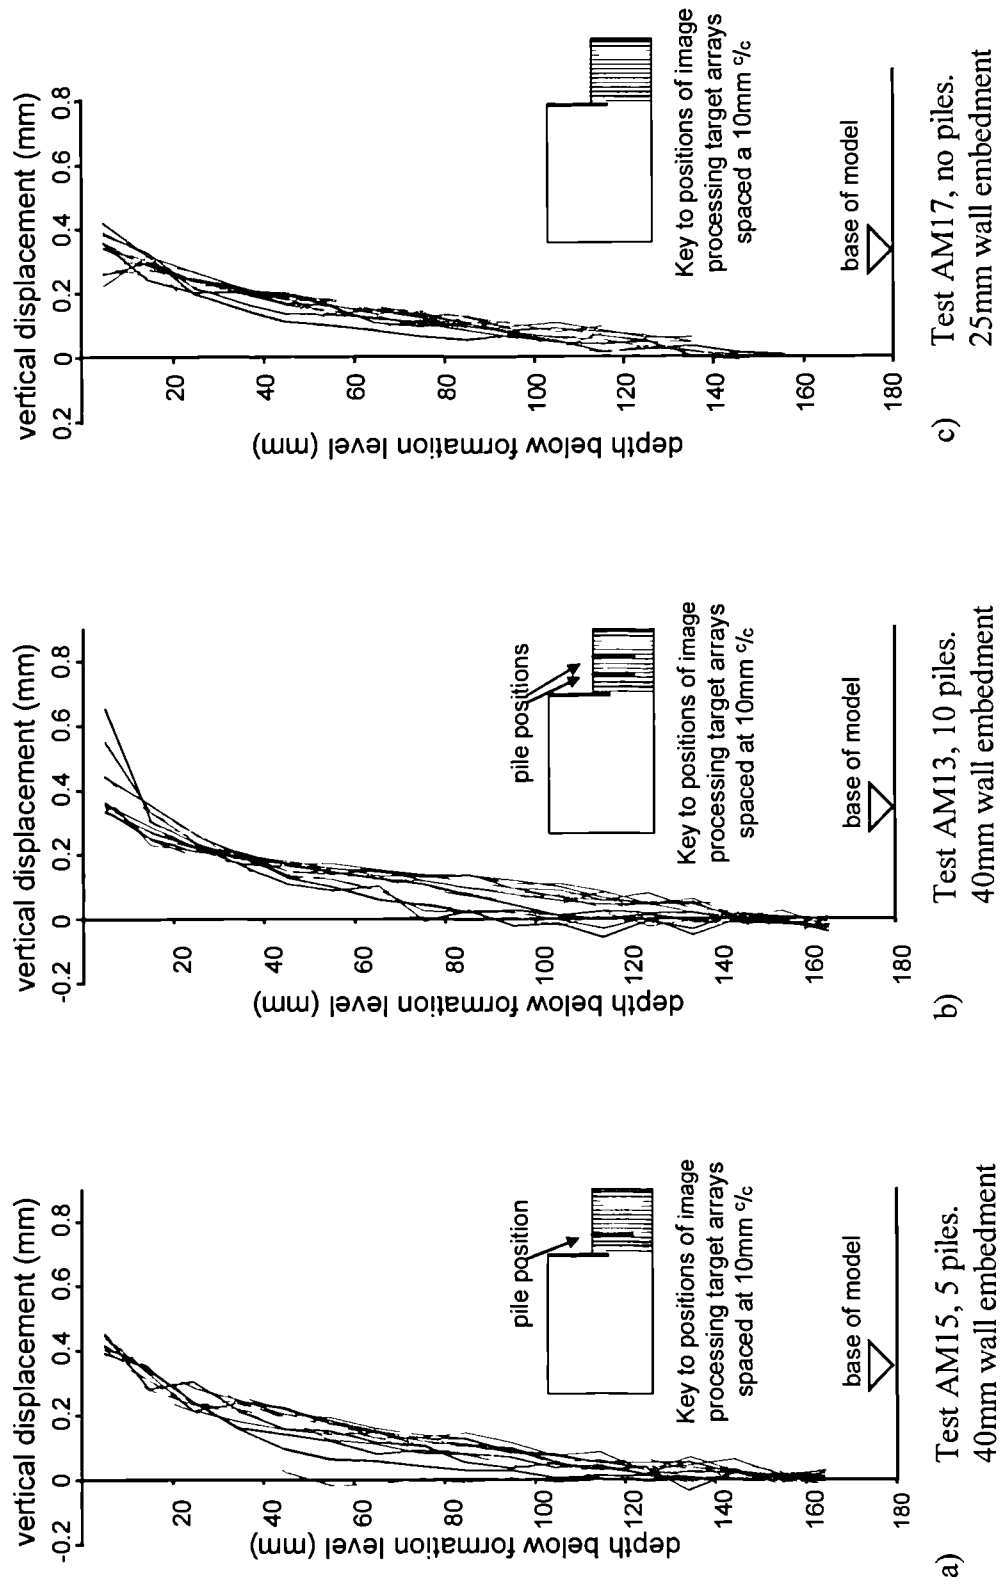 vertical displacement (mm)
-0.2 0 0.2 0.4 0.6 0.8
20
40
60
80
100
120
140
160
180
depth below formation level (mm)
pile position
Key to positions of image
processing target arrays
spaced at 10mm c/c
base of model
a) Test AM15, 5 piles.
40mm wall embedment
vertical displacement (mm)
-0.2 0 0.2 0.4 0.6 0.8
20
40
60
80
100
120
140
160
180
depth below formation level (mm)
pile positions
Key to positions of image
processing target arrays
spaced at 10mm c/c
base of model
b) Test AM13, 10 piles.
40mm wall embedment
vertical displacement (mm)
0.2 0 0.2 0.4 0.6 0.8
20
40
60
80
100
120
140
160
180
depth below formation level (mm)
Key to positions of image
processing target arrays
spaced a 10mm c/c
base of model
c) Test AM17, no piles.
25mm wall embedment